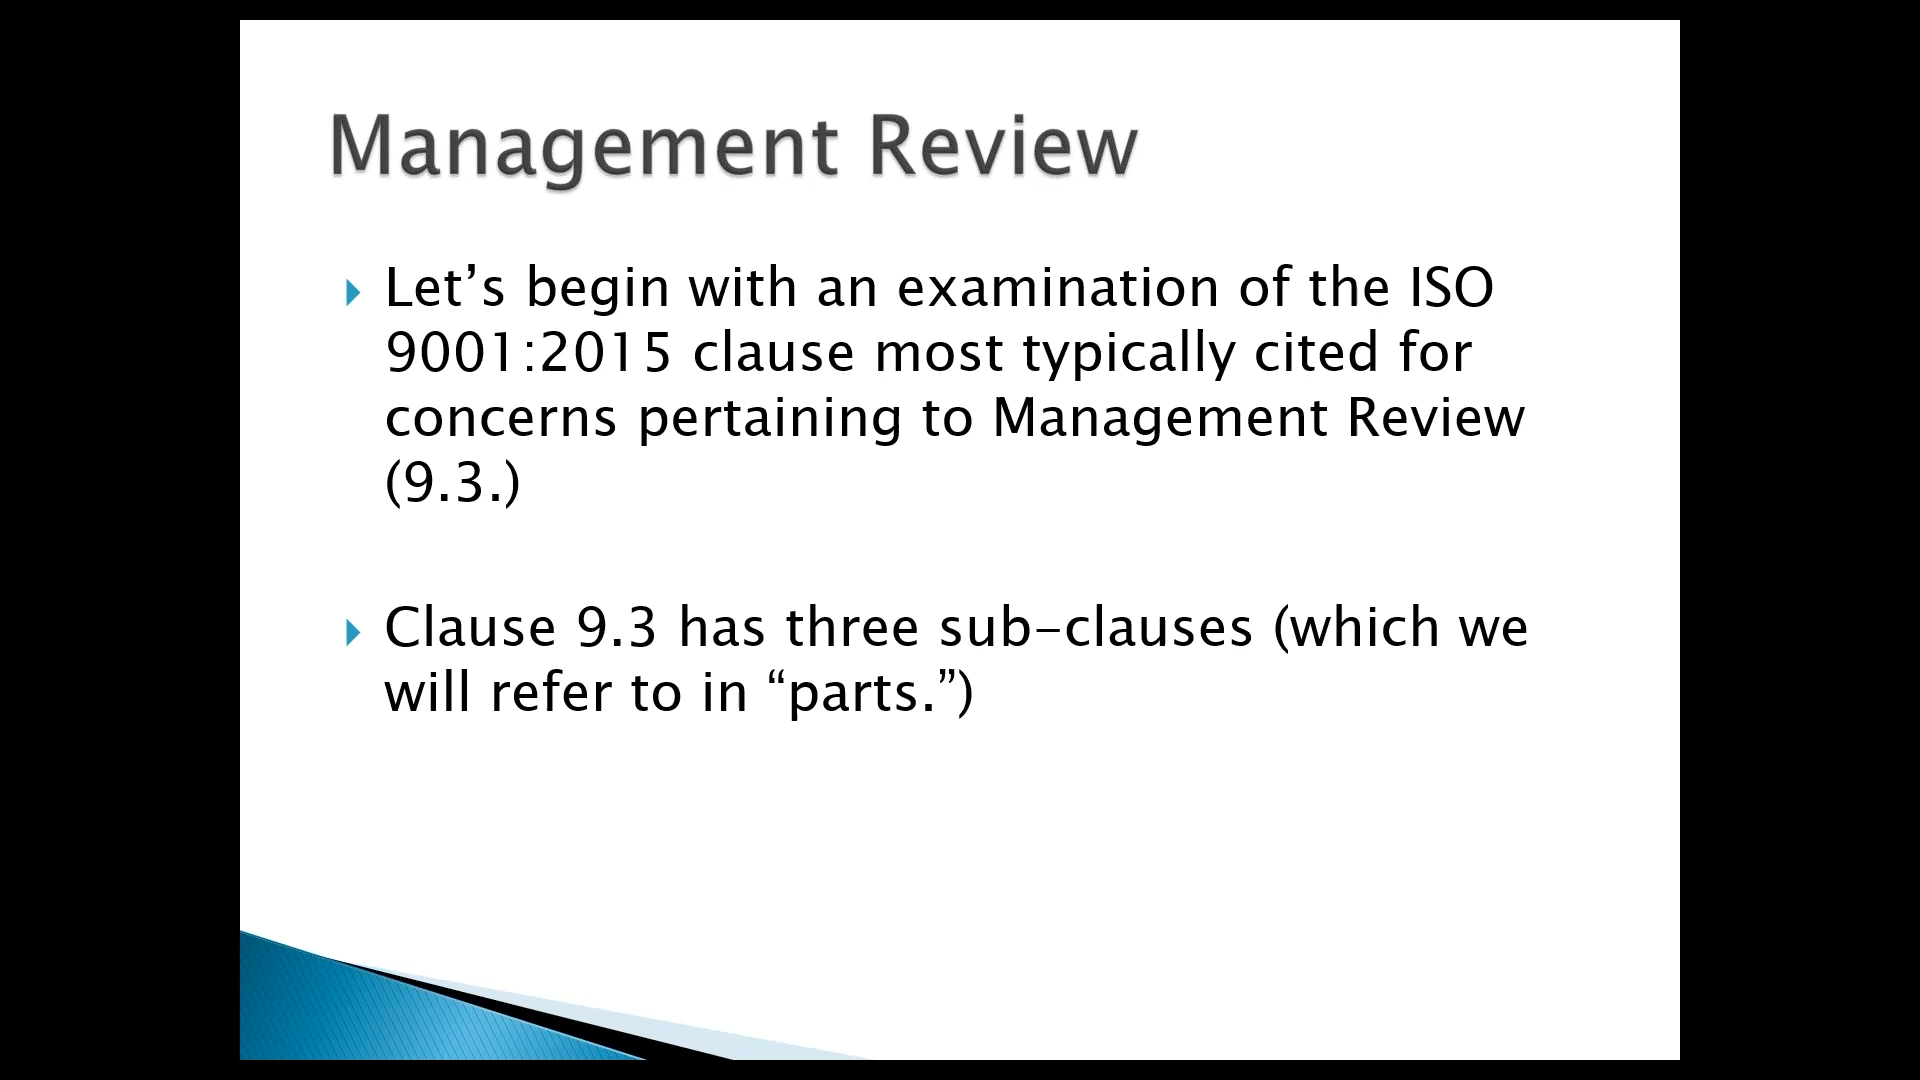 Management Review
Let’s begin with an examination of the ISO
9001:2015 clause most typically cited for
concerns pertaining to Management Review
(9.3.)
Clause 9.3 has three sub-clauses (which we
will refer to in “parts.”)